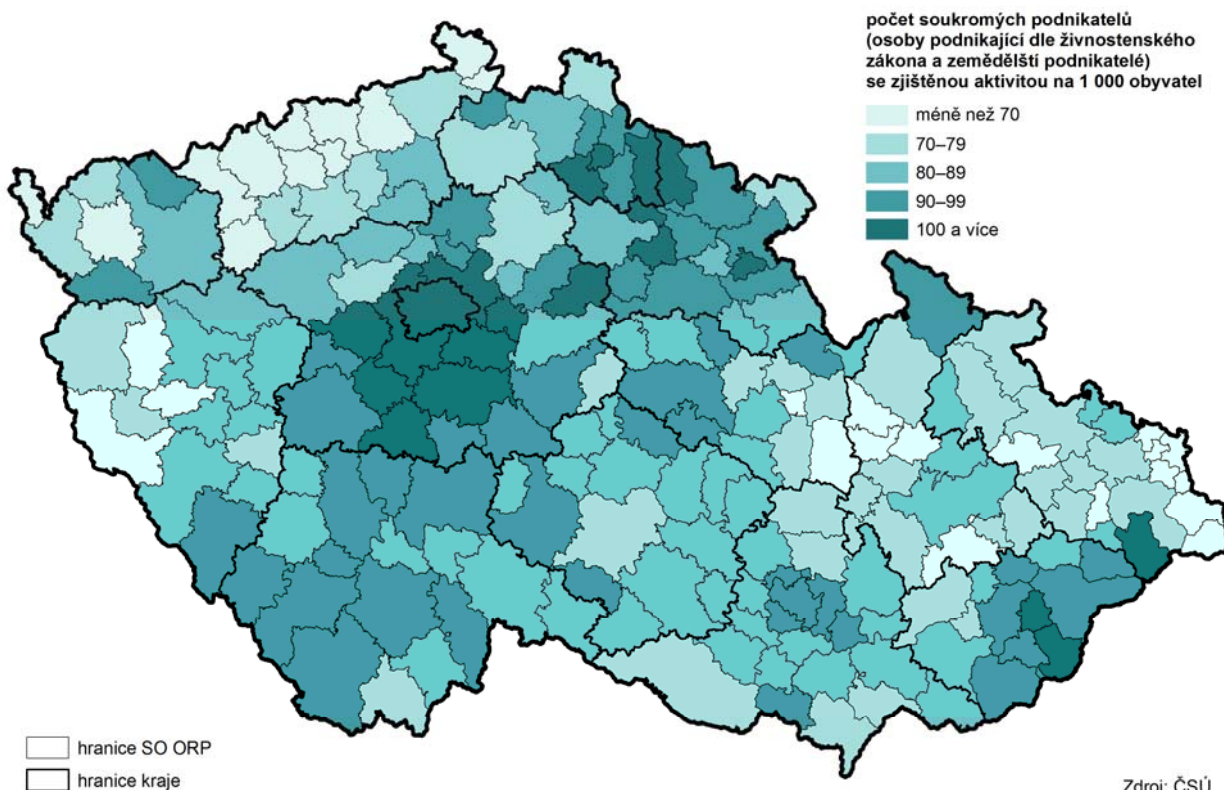 počet soukromých podnikatelů
(osoby podnikající dle živnostenského
zákona a zemědělští podnikatelé)
se zjištěnou aktivitou na 1 000 obyvatel
méně než 70
70–79
80–89
90–99
100 a více
hranice SO ORP
hranice kraje
Zdroj: ČSÚ